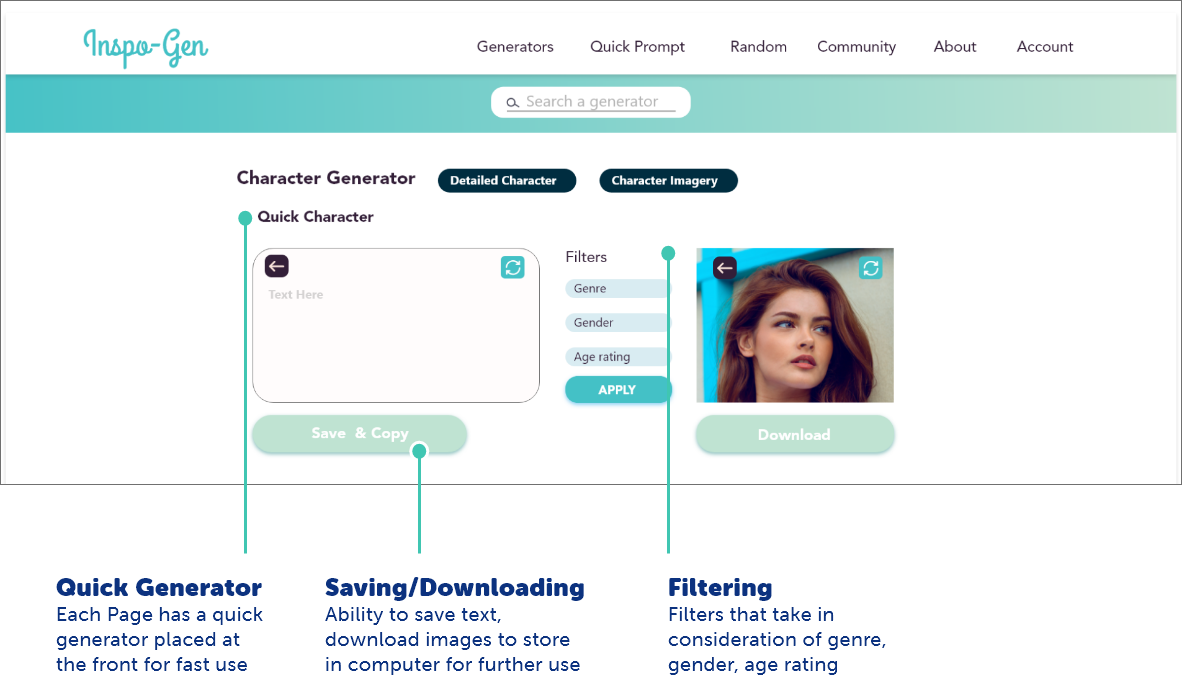 Inspo-Gen
Generators Quick Prompt Random Community About Account
Search a generator
Character Generator Detailed Character Character Imagery
Quick Character
Text Here
Filters
Genre
Gender
Age rating
APPLY
Save & Copy
Download
Quick Generator
Each Page has a quick
generator placed at
the front for fast use
Saving/Downloading
Ability to save text,
download images to store
in computer for further use
Filtering
Filters that take in
consideration of genre,
gender, age rating